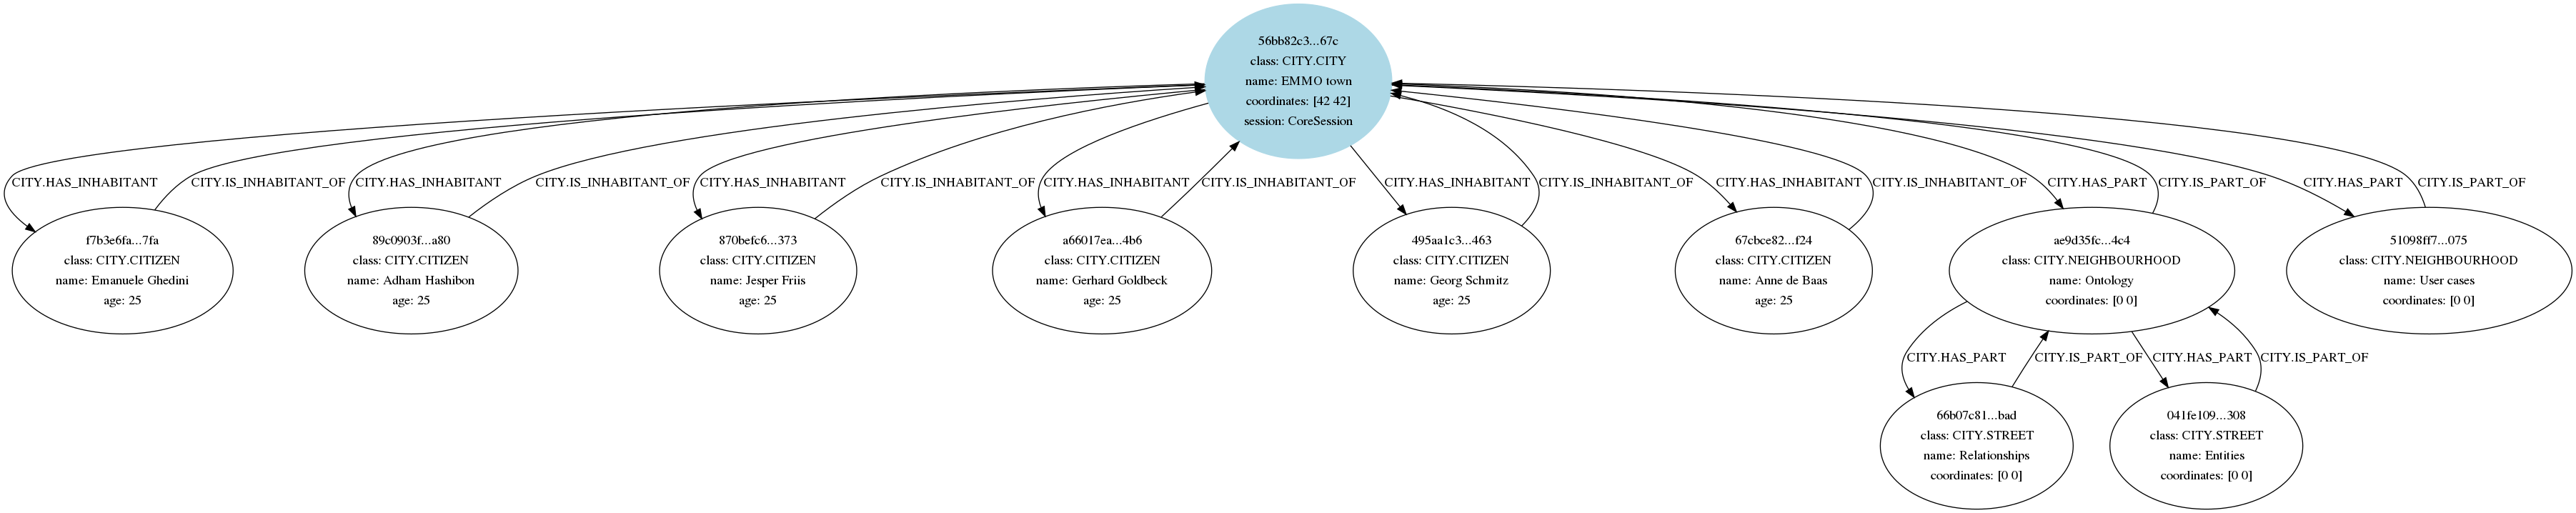 56bb82c3...67c
class: CITY.CITY
name: EMMO town
coordinates: [42 42]
session: CoreSession
CITY.HAS_INHABITANT
CITY.IS_INHABITANT_OF
CITY.HAS_INHABITANT
CITY.IS_INHABITANT_OF
CITY.HAS_INHABITANT
CITY.IS_INHABITANT_OF
CITY.HAS_INHABITANT
CITY.IS_INHABITANT_OF
CITY.HAS_INHABITANT
CITY.IS_INHABITANT_OF
CITY.HAS_INHABITANT
CITY.IS_INHABITANT_OF
CITY.HAS_PART
CITY.IS_PART_OF
CITY.HAS_PART
CITY.IS_PART_OF
f7b3e6fa...7fa
class: CITY.CITIZEN
name: Emanuele Ghedini
age: 25
89c0903f...a80
class: CITY.CITIZEN
name: Adham Hashibon
age: 25
870befc6...373
class: CITY.CITIZEN
name: Jesper Friis
age: 25
a66017ea...4b6
class: CITY.CITIZEN
name: Gerhard Goldbeck
age: 25
495aa1c3...463
class: CITY.CITIZEN
name: Georg Schmitz
age: 25
67cbce82...f24
class: CITY.CITIZEN
name: Anne de Baas
age: 25
ae9d35fc...4c4
class: CITY.NEIGHBOURHOOD
name: Ontology
coordinates: [0 0]
51098ff7...075
class: CITY.NEIGHBOURHOOD
name: User cases
coordinates: [0 0]
CITY.HAS_PART
CITY.IS_PART_OF
CITY.HAS_PART
CITY.IS_PART_OF
66b07c81...bad
class: CITY.STREET
name: Relationships
coordinates: [0 0]
041fe109...308
class: CITY.STREET
name: Entities
coordinates: [0 0]